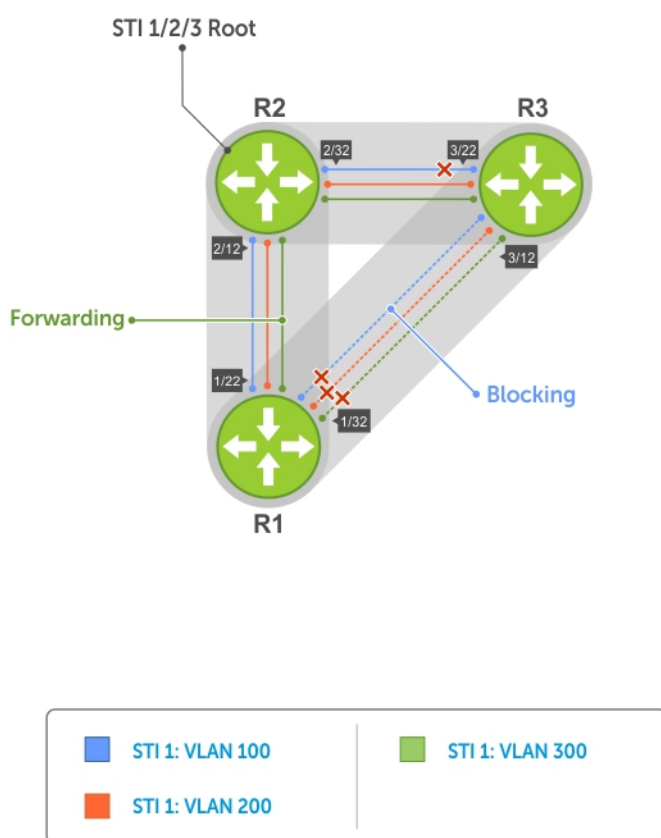 STI 1/2/3 Root
R2
R3
2/32
3/22
2/12
3/12
Forwarding
1/22
Blocking
1/32
R1
STI 1: VLAN 100
STI 1: VLAN 300
STI 1: VLAN 200